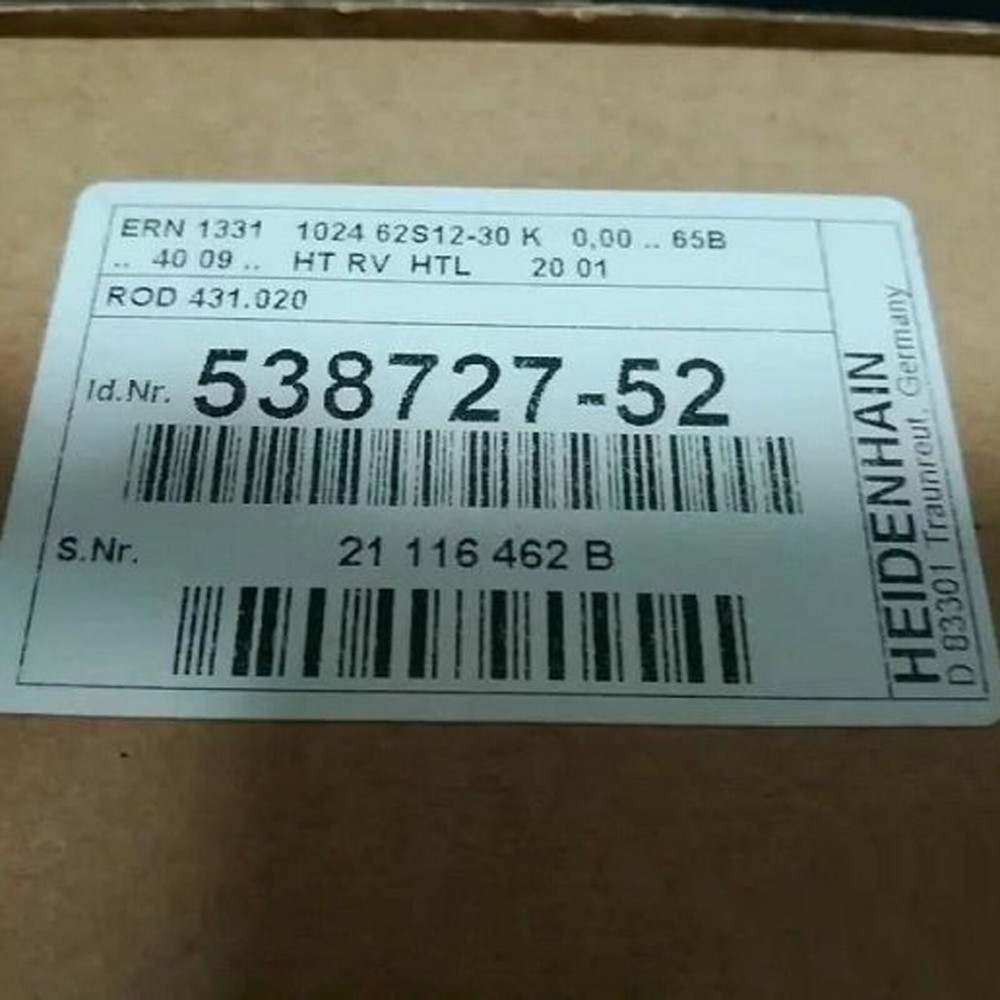 ERN 1331 1024 62S12-30 K 0,00 .. 65B
.. 40 09 .. HT RV HTL 20 01
ROD 431.020
Id.Nr. 538727-52
S.Nr. 21 116 462 B
HEIDENHAIN
D 83301 Traunreut, Germany